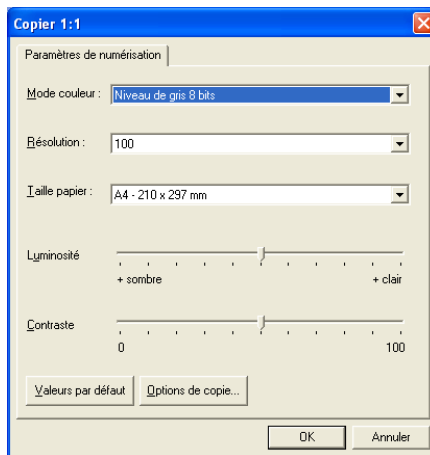 Copier 1:1
Paramètres de numérisation
Mode couleur : Niveau de gris 8 bits
Résolution : 100
Taille papier : A4 - 210 x 297 mm
Luminosité
+ sombre + clair
Contraste
0 100
Valeurs par défaut Options de copie...
OK Annuler